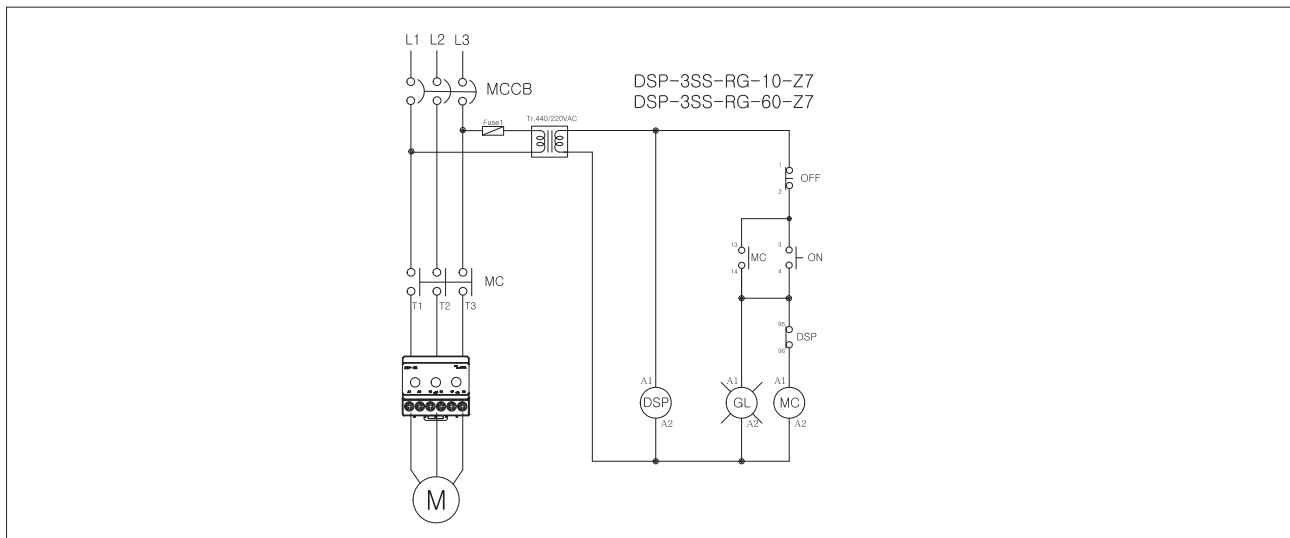 L1 L2 L3
MCCB
DSP-3SS-RG-10-Z7
DSP-3SS-RG-60-Z7
Fuse1
Tr.440/220VAC
1
OFF
2
13
MC
14
3
ON
4
MC
T1 T2 T3
95
DSP
96
A1
DSP
A2
A1
GL
A2
A1
MC
A2
M